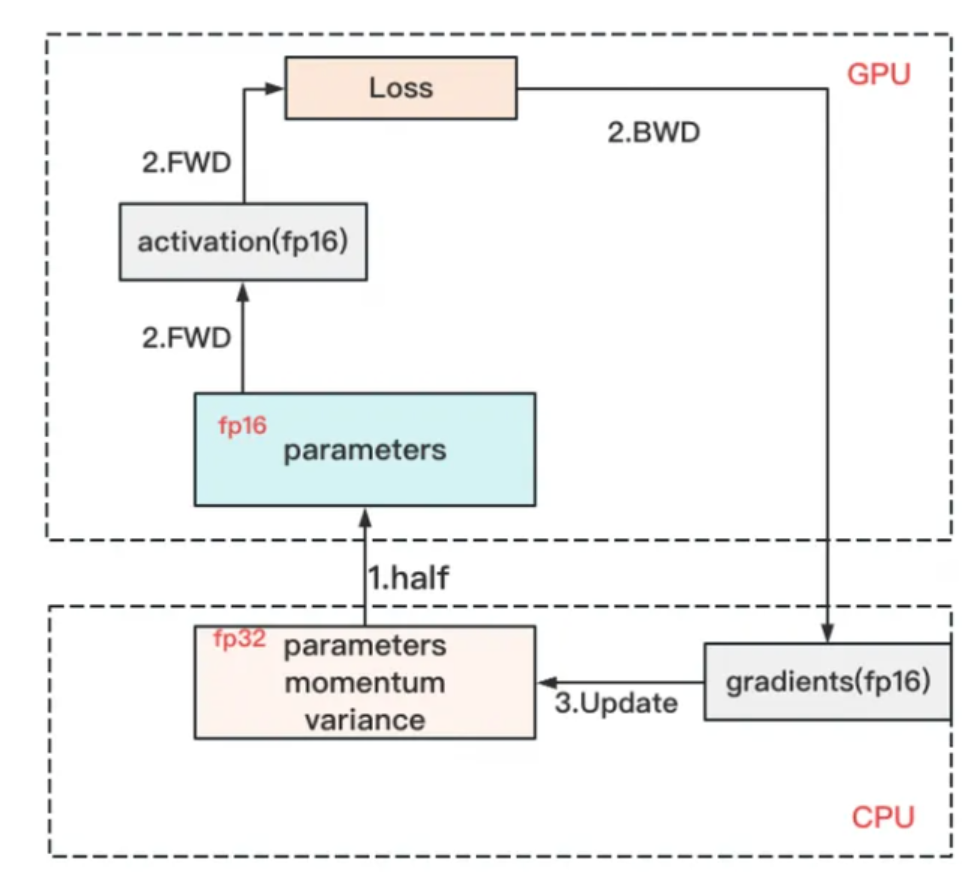 GPU
Loss
2.BWD
2.FWD
activation(fp16)
2.FWD
fp16
parameters
1.half
fp32
parameters
momentum
variance
gradients(fp16)
3.Update
CPU